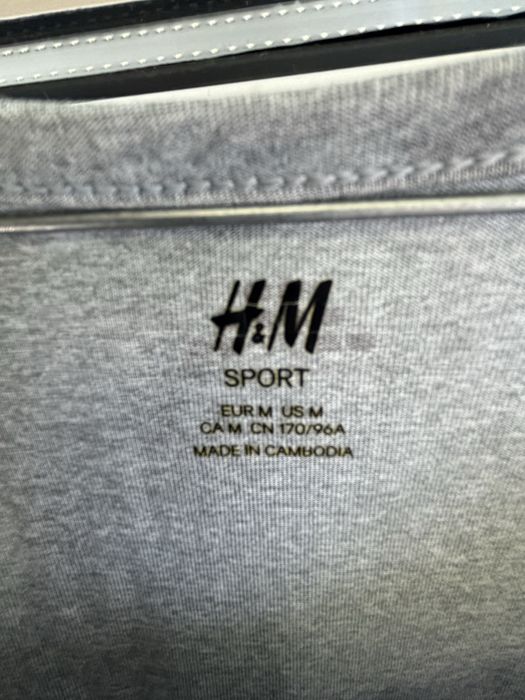 H&M
SPORT
EUR M US M
CA M CN 170/96A
MADE IN CAMBODIA